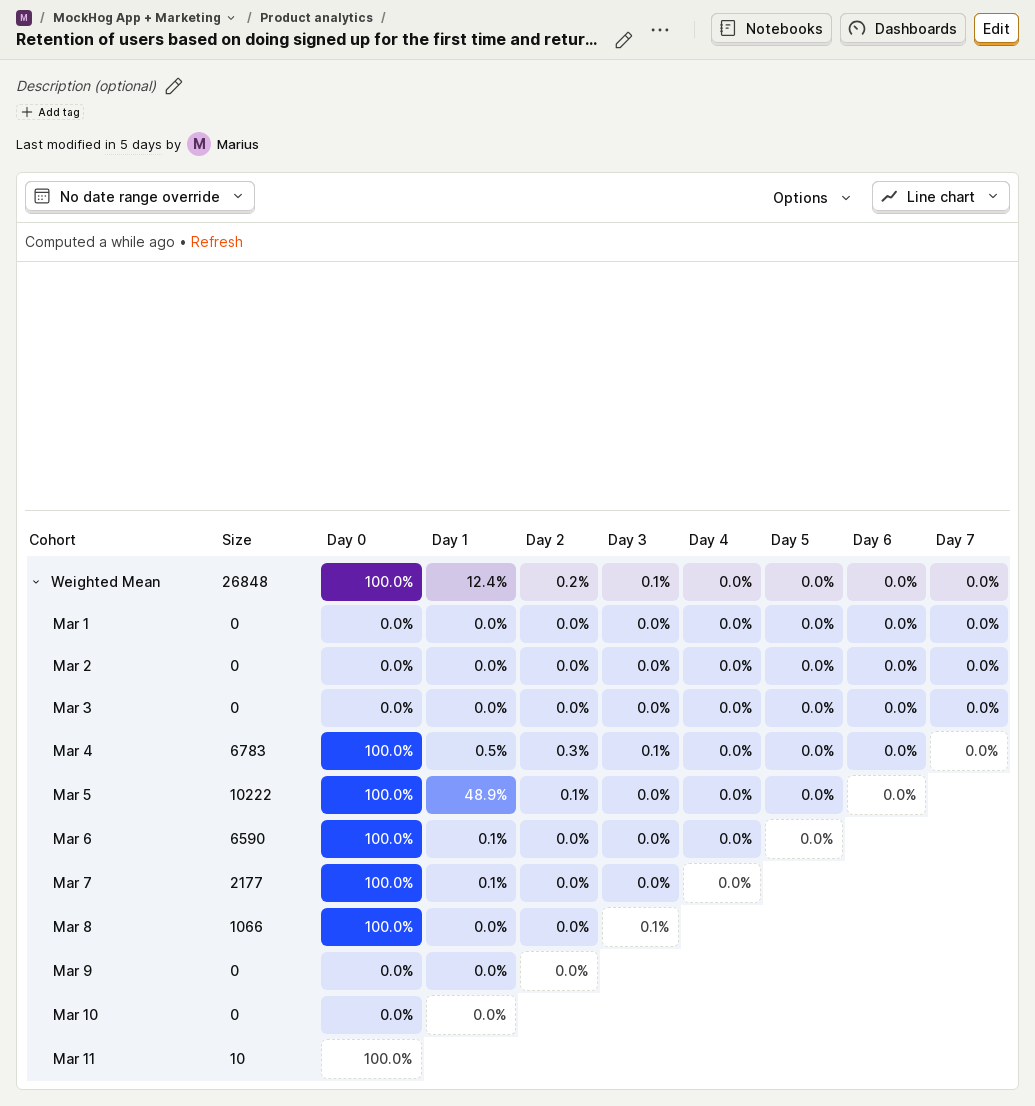 M / MockHog App + Marketing / Product analytics /
Retention of users based on doing signed up for the first time and retur...
Notebooks Dashboards Edit
Description (optional)
Add tag
Last modified in 5 days by M Marius
No date range override Options Line chart
Computed a while ago • Refresh
Cohort Size Day 0 Day 1 Day 2 Day 3 Day 4 Day 5 Day 6 Day 7
Weighted Mean 26848 100.0% 12.4% 0.2% 0.1% 0.0% 0.0% 0.0% 0.0%
Mar 1 0 0.0% 0.0% 0.0% 0.0% 0.0% 0.0% 0.0% 0.0%
Mar 2 0 0.0% 0.0% 0.0% 0.0% 0.0% 0.0% 0.0% 0.0%
Mar 3 0 0.0% 0.0% 0.0% 0.0% 0.0% 0.0% 0.0% 0.0%
Mar 4 6783 100.0% 0.5% 0.3% 0.1% 0.0% 0.0% 0.0% 0.0%
Mar 5 10222 100.0% 48.9% 0.1% 0.0% 0.0% 0.0% 0.0%
Mar 6 6590 100.0% 0.1% 0.0% 0.0% 0.0% 0.0%
Mar 7 2177 100.0% 0.1% 0.0% 0.0% 0.0%
Mar 8 1066 100.0% 0.0% 0.0% 0.1%
Mar 9 0 0.0% 0.0% 0.0%
Mar 10 0 0.0% 0.0%
Mar 11 10 100.0%